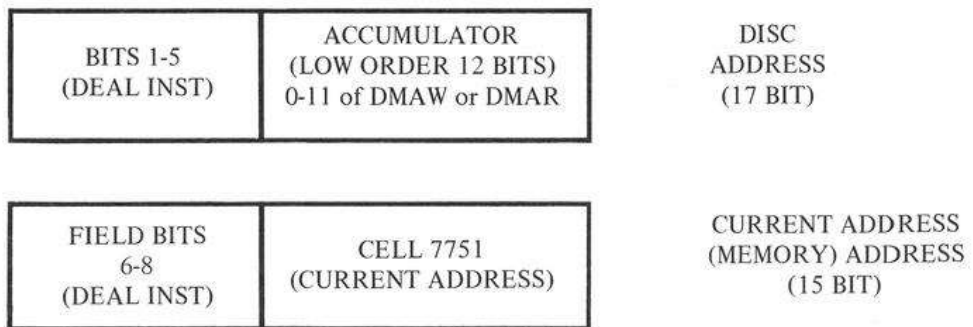 BITS 1-5
(DEAL INST)
ACCUMULATOR
(LOW ORDER 12 BITS)
0-11 of DMAW or DMAR
DISC
ADDRESS
(17 BIT)
FIELD BITS
6-8
(DEAL INST)
CELL 7751
(CURRENT ADDRESS)
CURRENT ADDRESS
(MEMORY) ADDRESS
(15 BIT)